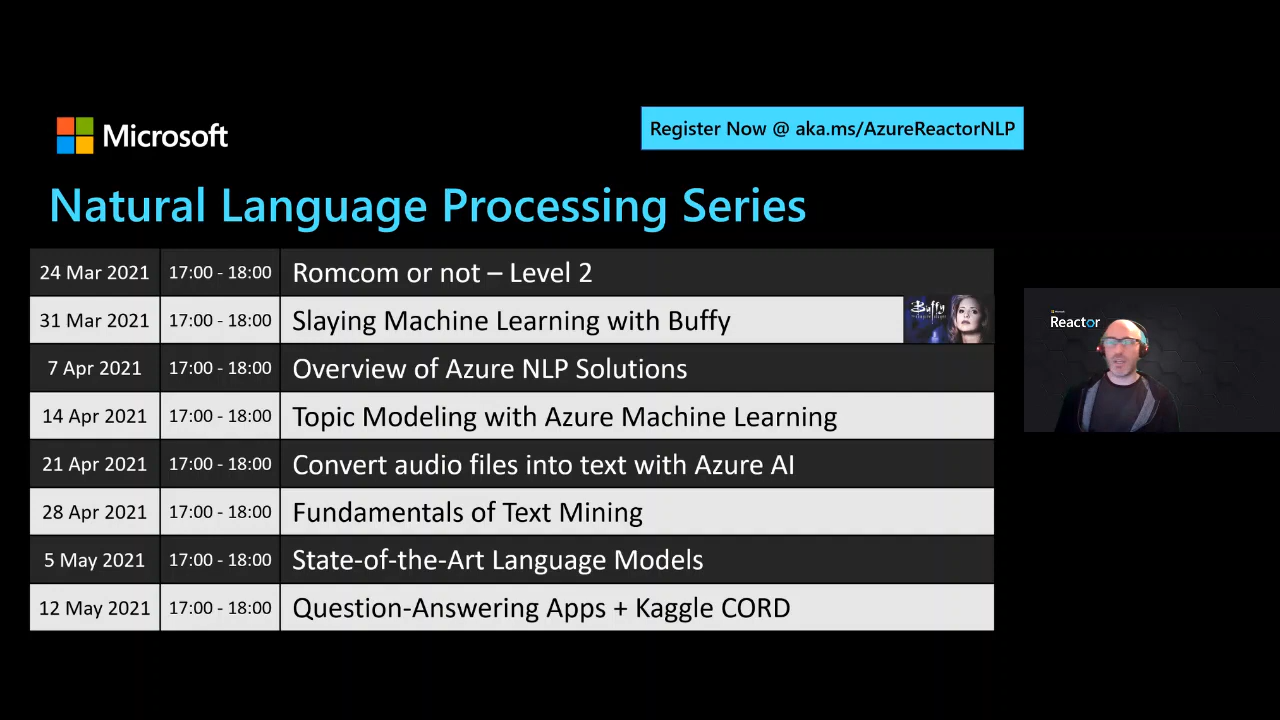 Microsoft
Register Now @ aka.ms/AzureReactorNLP
Natural Language Processing Series
24 Mar 2021 17:00 - 18:00 Romcom or not – Level 2
31 Mar 2021 17:00 - 18:00 Slaying Machine Learning with Buffy
Buffy
7 Apr 2021 17:00 - 18:00 Overview of Azure NLP Solutions
14 Apr 2021 17:00 - 18:00 Topic Modeling with Azure Machine Learning
21 Apr 2021 17:00 - 18:00 Convert audio files into text with Azure AI
28 Apr 2021 17:00 - 18:00 Fundamentals of Text Mining
5 May 2021 17:00 - 18:00 State-of-the-Art Language Models
12 May 2021 17:00 - 18:00 Question-Answering Apps + Kaggle CORD
Reactor